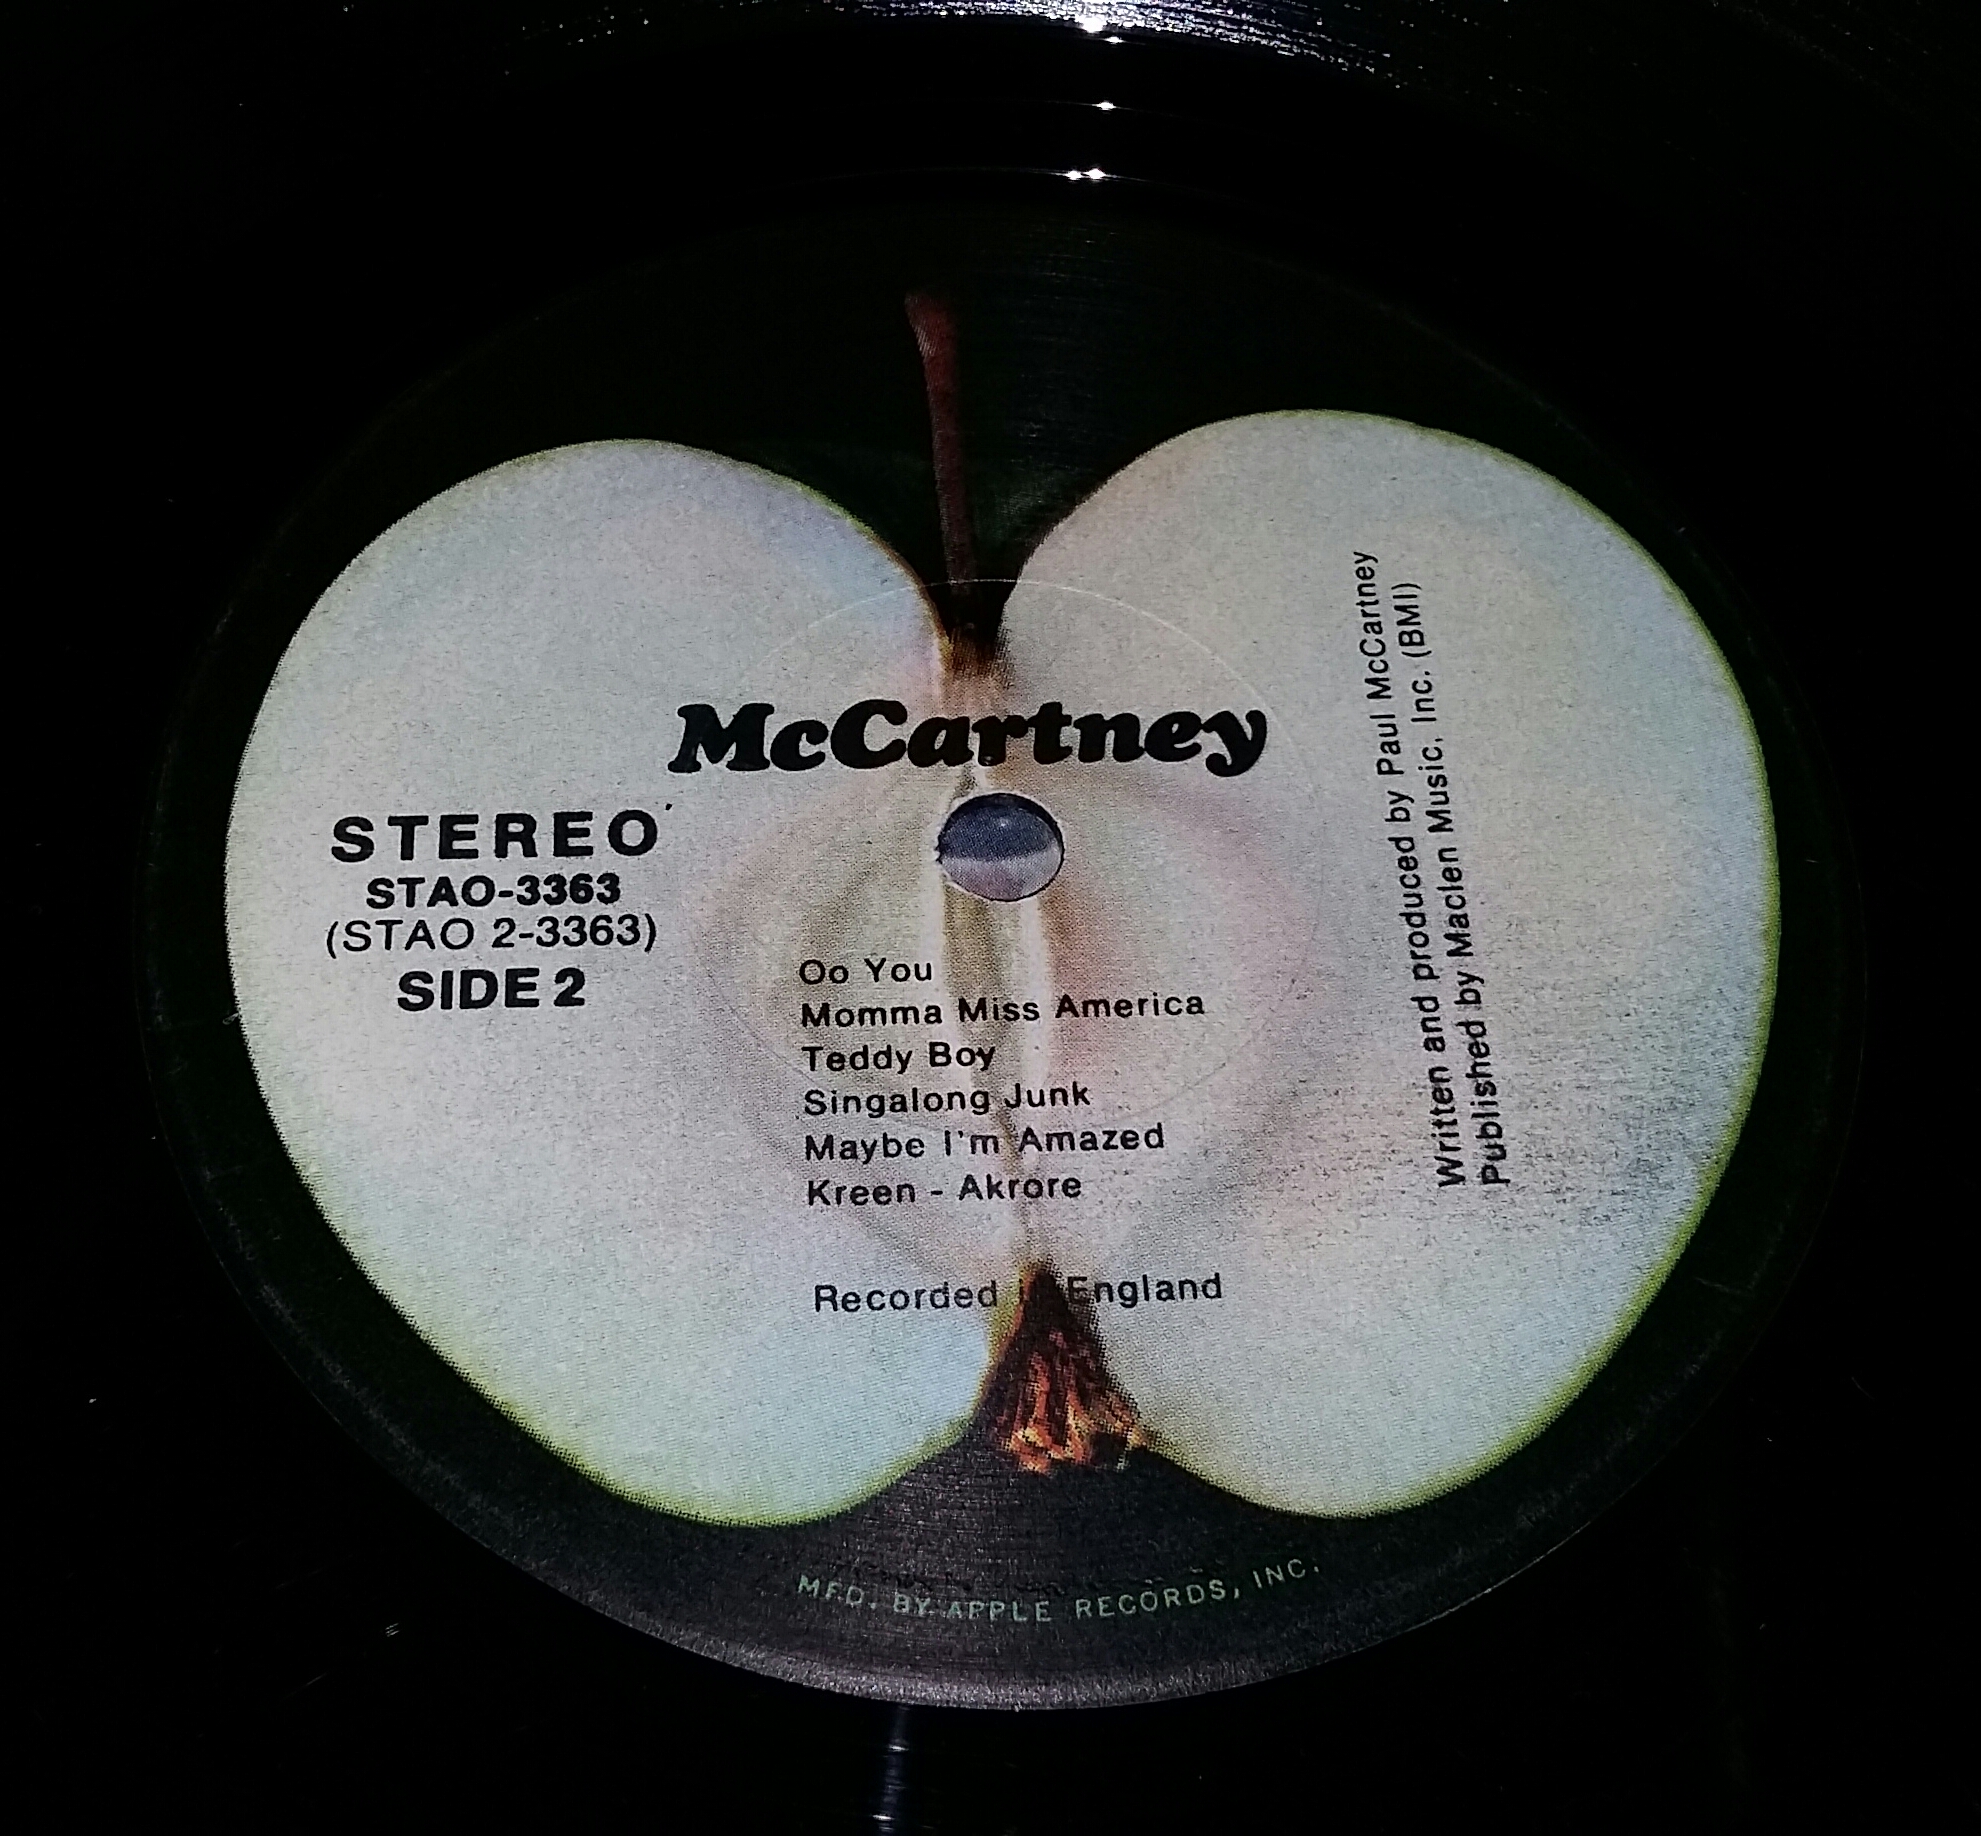 McCartney
STEREO
STAO-3363
(STAO 2-3363)
SIDE 2
Oo You
Momma Miss America
Teddy Boy
Singalong Junk
Maybe I'm Amazed
Kreen - Akrore
Recorded England
Written and produced by Paul McCartney
Published by Maclen Music, Inc. (BMI)
MFD. BY APPLE RECORDS, INC.